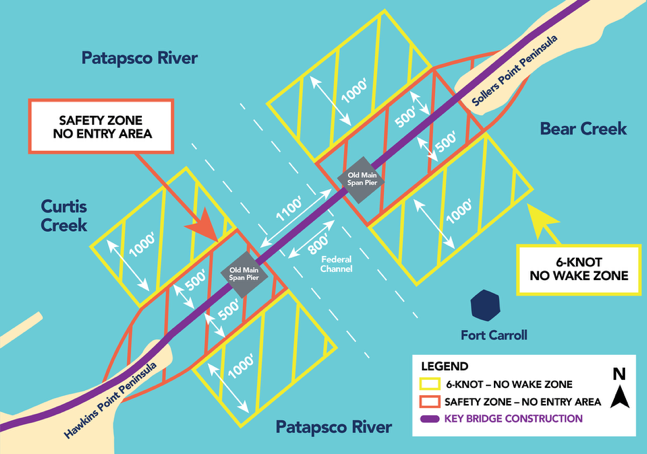 Patapsco River
SAFETY ZONE
NO ENTRY AREA
Curtis
Creek
1000'
500'
500'
Sollers Point Peninsula
Bear Creek
Old Main
Span Pier
1000'
1100'
800'
Federal
Channel
6-KNOT
NO WAKE ZONE
1000'
500'
500'
Old Main
Span Pier
1000'
Fort Carroll
Hawkins Point Peninsula
Patapsco River
LEGEND
6-KNOT – NO WAKE ZONE
SAFETY ZONE – NO ENTRY AREA
KEY BRIDGE CONSTRUCTION
N